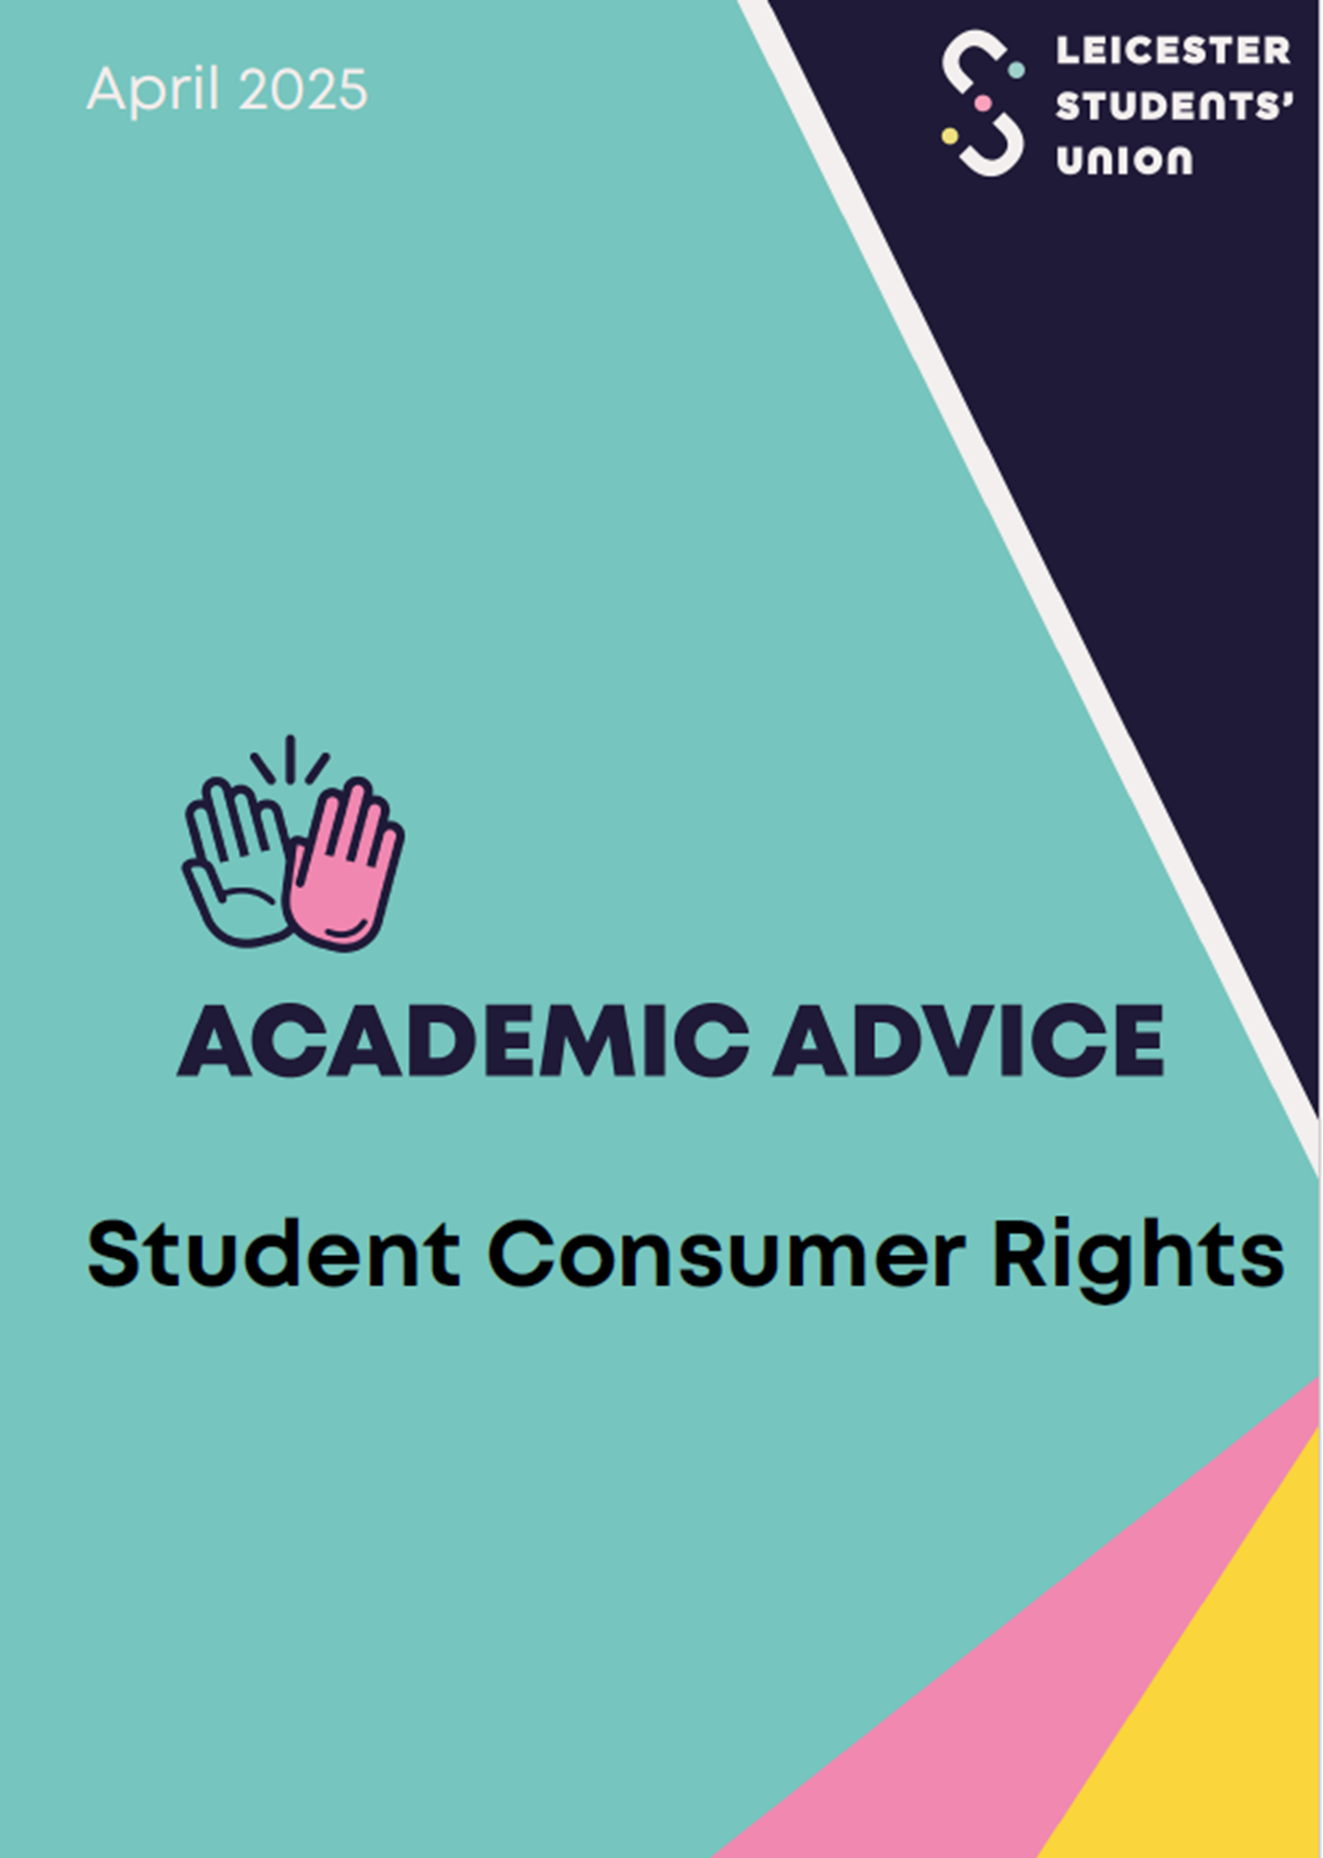 April 2025
LEICESTER
STUDENTS'
UNION
ACADEMIC ADVICE
Student Consumer Rights